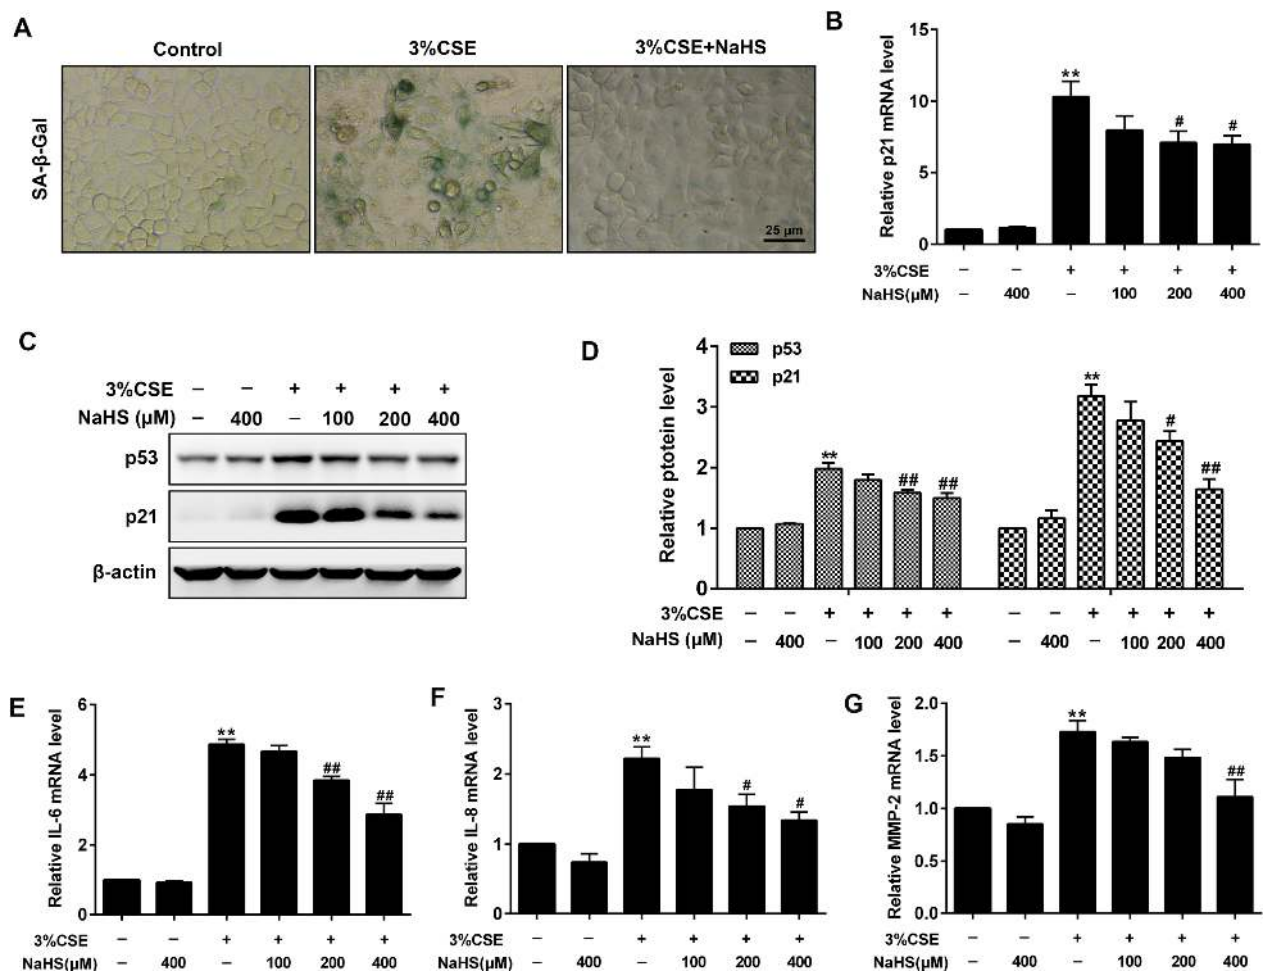 A
Control
3%CSE
3%CSE+NaHS
SA-β-Gal
25 µm
B
Relative p21 mRNA level
15
10
5
0
**
#
#
3%CSE – – + + + +
NaHS(µM) – 400 – 100 200 400
C
3%CSE – – + + + +
NaHS (µM) – 400 – 100 200 400
p53
p21
β-actin
D
Relative ptotein level
4
3
2
1
0
p53
p21
**
##
##
**
#
##
3%CSE – – + + + + – – + + + +
NaHS (µM) – 400 – 100 200 400 – 400 – 100 200 400
E
Relative IL-6 mRNA level
6
4
2
0
**
##
##
3%CSE – – + + + +
NaHS(µM) – 400 – 100 200 400
F
Relative IL-8 mRNA level
3
2
1
0
**
#
#
3%CSE – – + + + +
NaHS(µM) – 400 – 100 200 400
G
Relative MMP-2 mRNA level
2.0
1.5
1.0
0.5
0.0
**
##
3%CSE – – + + + +
NaHS(µM) – 400 – 100 200 400